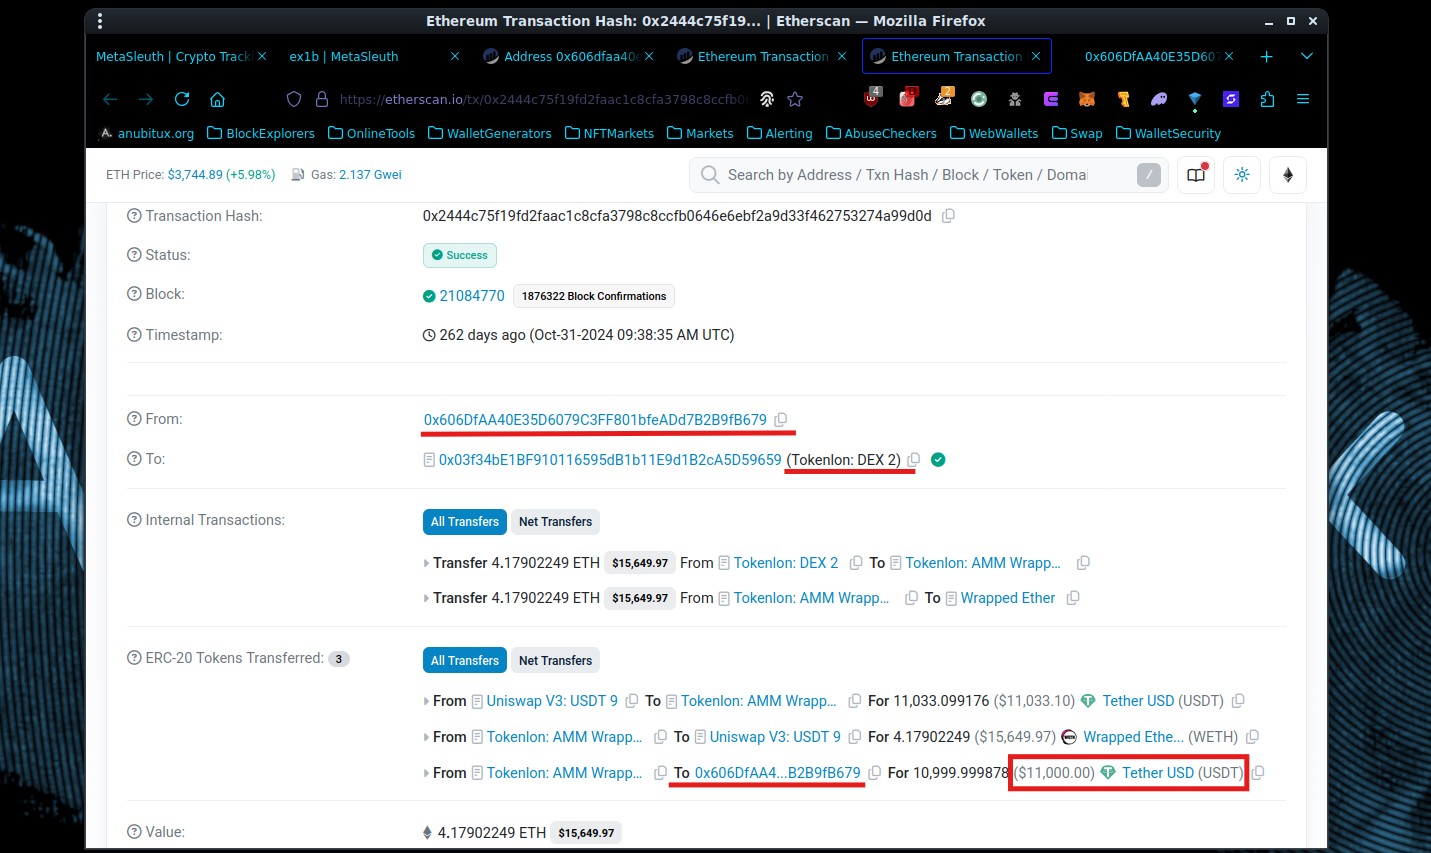 Ethereum Transaction Hash: 0x2444c75f19... | Etherscan — Mozilla Firefox
MetaSleuth | Crypto Track
ex1b | MetaSleuth
Address 0x606dfaa40e
Ethereum Transaction
Ethereum Transaction
0x606DfAA40E35D607
https://etherscan.io/tx/0x2444c75f19fd2faac1c8cfa3798c8ccfb0
4
2
anubitux.org
BlockExplorers
OnlineTools
WalletGenerators
NFTMarkets
Markets
Alerting
AbuseCheckers
WebWallets
Swap
WalletSecurity
ETH Price: $3,744.89 (+5.98%)
Gas: 2.137 Gwei
Search by Address / Txn Hash / Block / Token / Domai
/
Transaction Hash: 0x2444c75f19fd2faac1c8cfa3798c8ccfb0646e6ebf2a9d33f462753274a99d0d
Status: Success
Block: 21084770 1876322 Block Confirmations
Timestamp: 262 days ago (Oct-31-2024 09:38:35 AM UTC)
From: 0x606DfAA40E35D6079C3FF801bfeADd7B2B9fB679
To: 0x03f34bE1BF910116595dB1b11E9d1B2cA5D59659 (Tokenlon: DEX 2)
Internal Transactions: All Transfers Net Transfers
Transfer 4.17902249 ETH $15,649.97 From Tokenlon: DEX 2 To Tokenlon: AMM Wrapp...
Transfer 4.17902249 ETH $15,649.97 From Tokenlon: AMM Wrapp... To Wrapped Ether
ERC-20 Tokens Transferred: 3 All Transfers Net Transfers
From Uniswap V3: USDT 9 To Tokenlon: AMM Wrapp... For 11,033.099176 ($11,033.10) Tether USD (USDT)
From Tokenlon: AMM Wrapp... To Uniswap V3: USDT 9 For 4.17902249 ($15,649.97) Wrapped Ethe... (WETH)
From Tokenlon: AMM Wrapp... To 0x606DfAA4...B2B9fB679 For 10,999.999878 ($11,000.00) Tether USD (USDT)
Value: 4.17902249 ETH $15,649.97